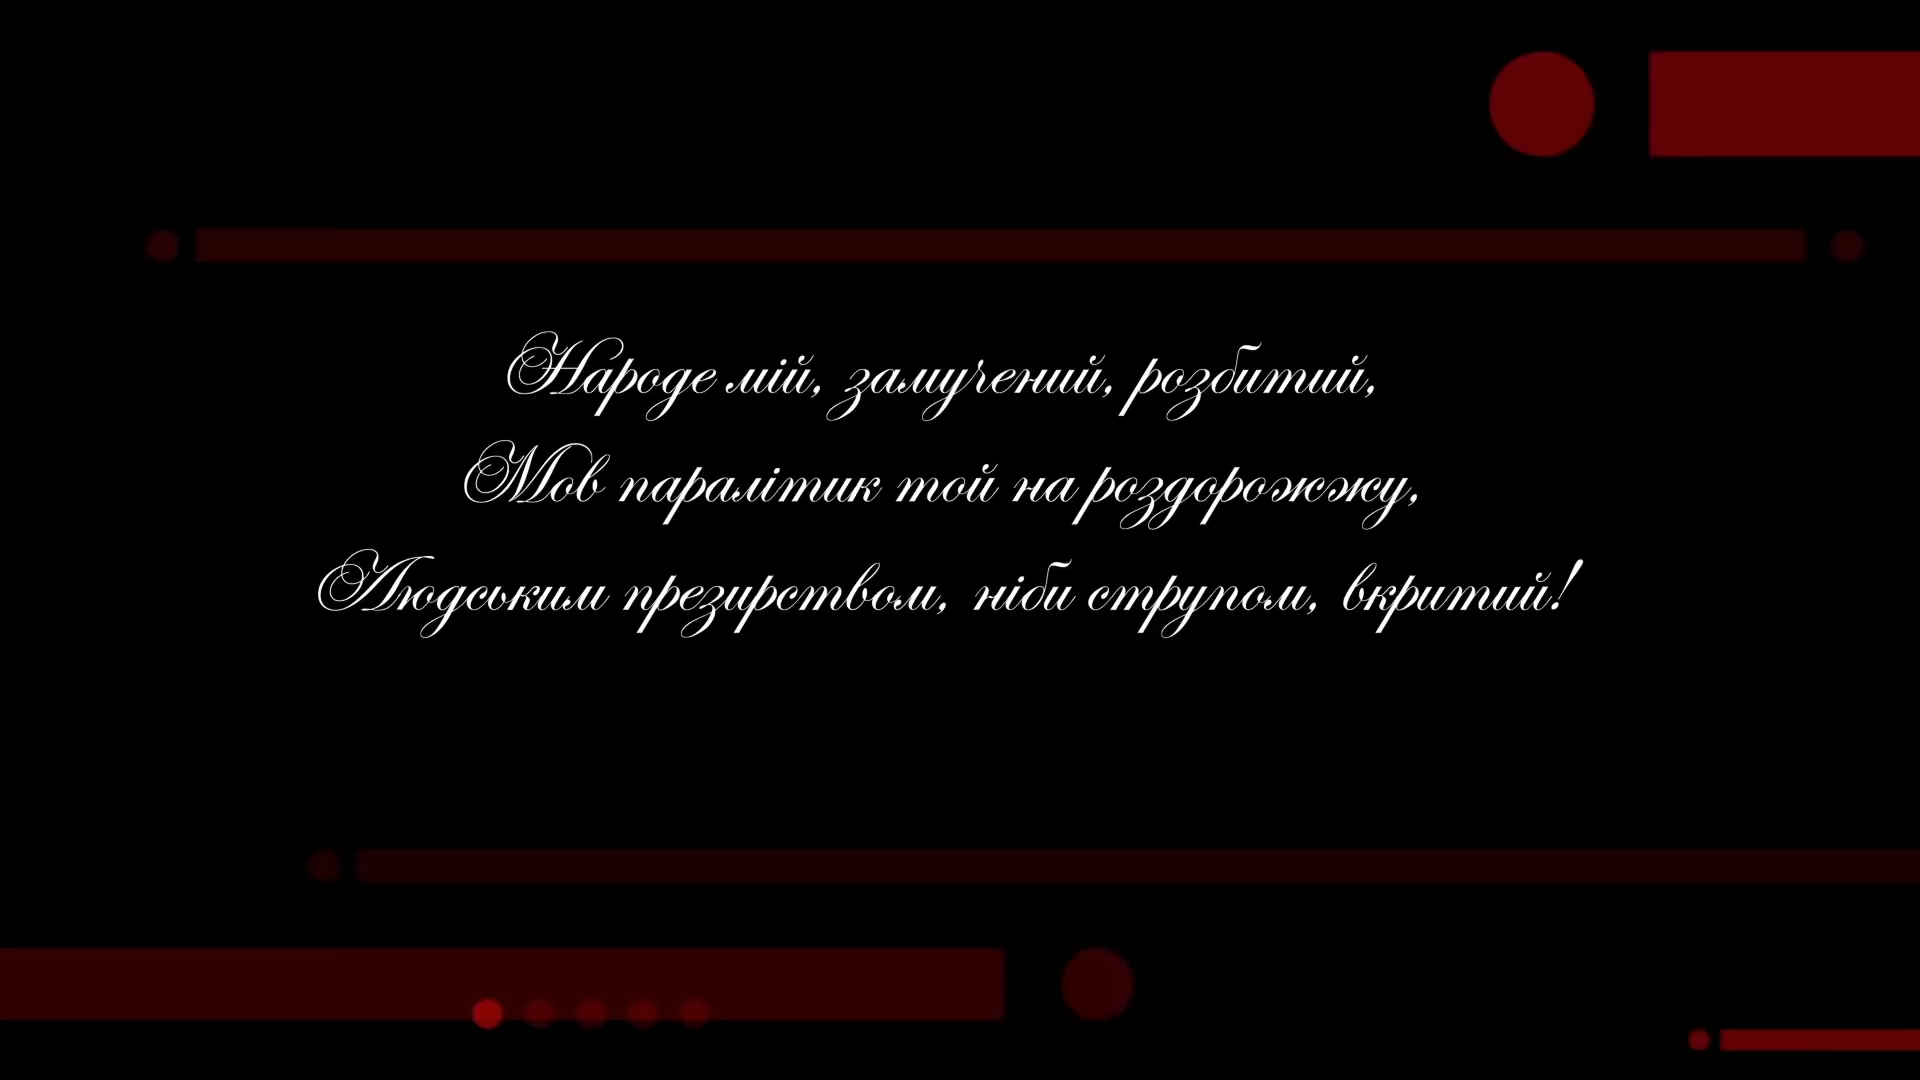 Народе мій, замучений, розбитий,
Мов паралітик той на роздорожжу,
Людським презирством, ніби струпом, вкритий!